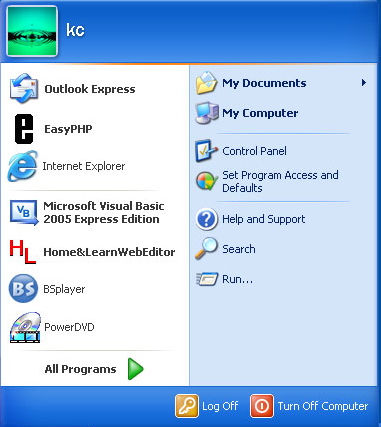 kc
Outlook Express
EasyPHP
Internet Explorer
Microsoft Visual Basic
2005 Express Edition
Home&LearnWebEditor
BSplayer
PowerDVD
All Programs
My Documents
My Computer
Control Panel
Set Program Access and
Defaults
Help and Support
Search
Run...
Log Off
Turn Off Computer